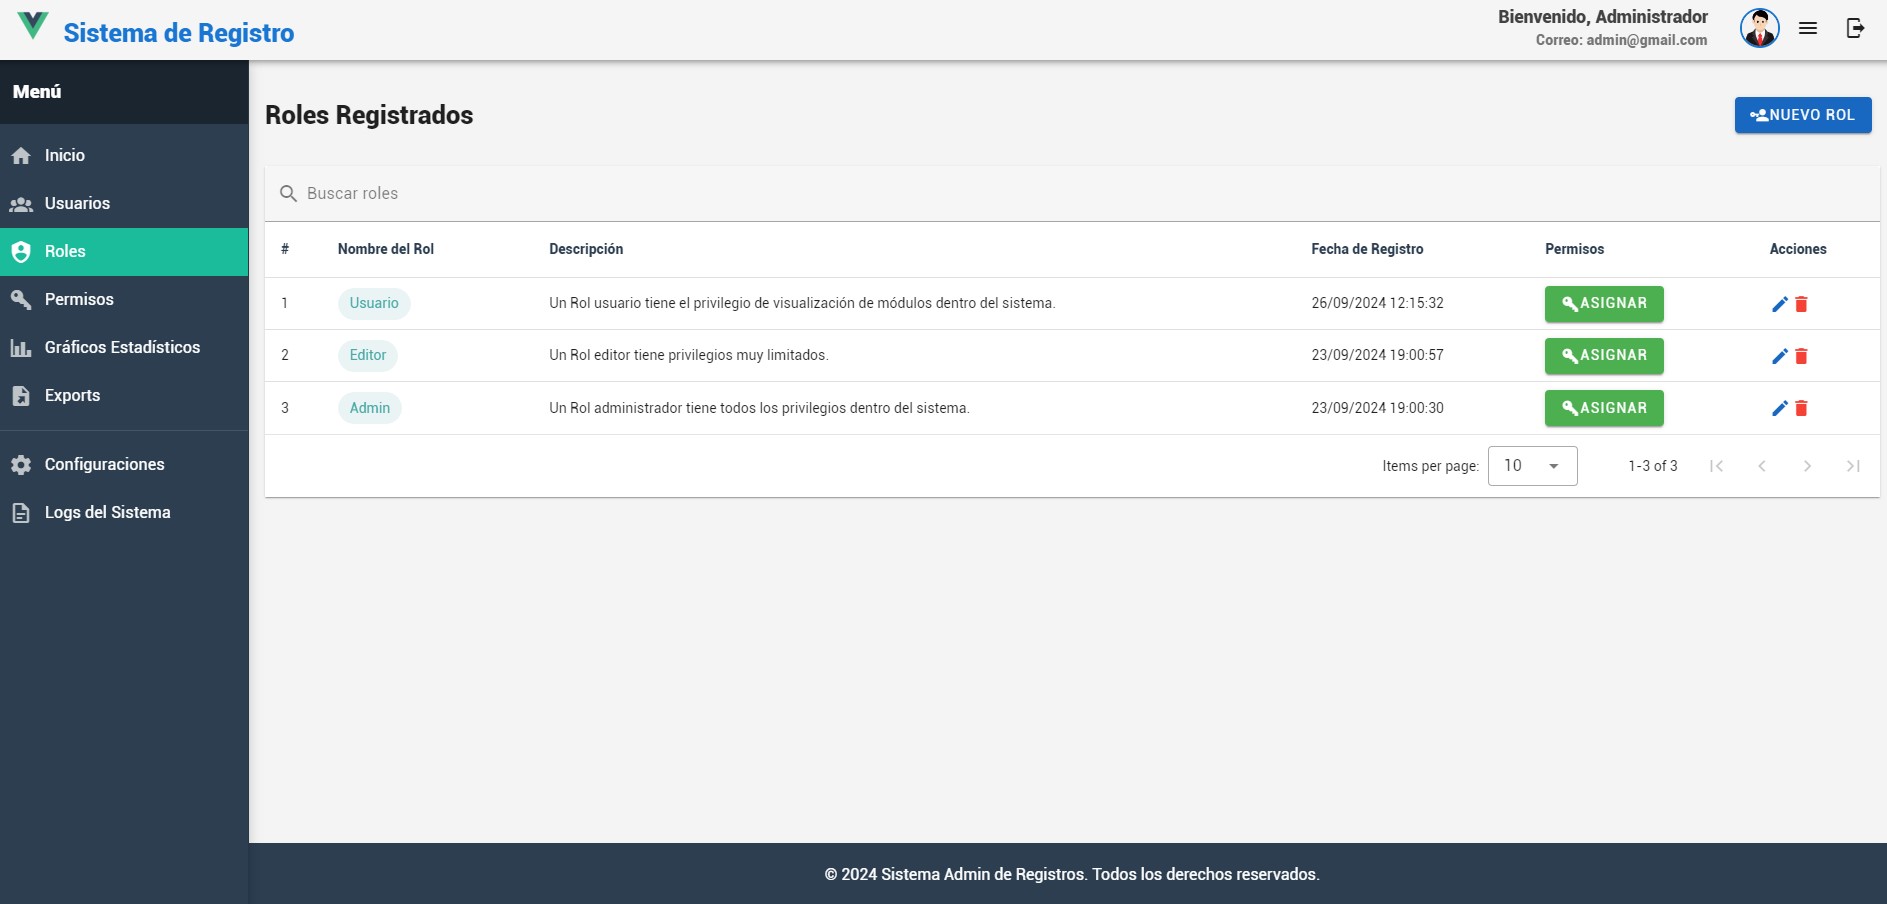 Sistema de Registro
Bienvenido, Administrador
Correo: admin@gmail.com
Menú
Inicio
Usuarios
Roles
Permisos
Gráficos Estadísticos
Exports
Configuraciones
Logs del Sistema
Roles Registrados
NUEVO ROL
Buscar roles
# Nombre del Rol Descripción Fecha de Registro Permisos Acciones
1 Usuario Un Rol usuario tiene el privilegio de visualización de módulos dentro del sistema. 26/09/2024 12:15:32 ASIGNAR
2 Editor Un Rol editor tiene privilegios muy limitados. 23/09/2024 19:00:57 ASIGNAR
3 Admin Un Rol administrador tiene todos los privilegios dentro del sistema. 23/09/2024 19:00:30 ASIGNAR
Items per page: 10 1-3 of 3
© 2024 Sistema Admin de Registros. Todos los derechos reservados.